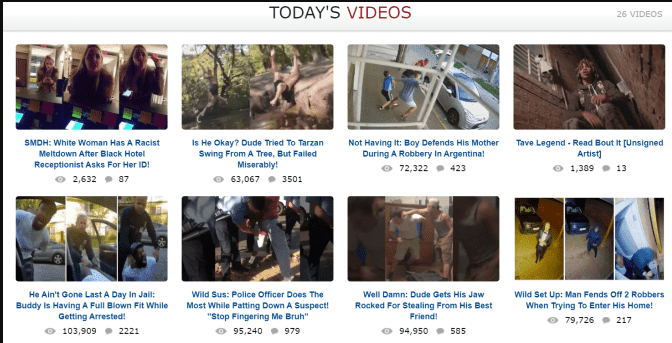 TODAY'S VIDEOS
26 VIDEOS
SMDH: White Woman Has A Racist
Meltdown After Black Hotel
Receptionist Asks For Her ID!
2,632 87
Is He Okay? Dude Tried To Tarzan
Swing From A Tree, But Failed
Miserably!
63,067 3501
Not Having It: Boy Defends His Mother
During A Robbery In Argentina!
72,322 423
Tave Legend - Read Bout It [Unsigned
Artist]
1,389 13
He Ain't Gone Last A Day In Jail:
Buddy Is Having A Full Blown Fit While
Getting Arrested!
103,909 2221
Wild Sus: Police Officer Does The
Most While Patting Down A Suspect!
"Stop Fingering Me Bruh"
95,240 979
Well Damn: Dude Gets His Jaw
Rocked For Stealing From His Best
Friend!
94,950 585
Wild Set Up: Man Fends Off 2 Robbers
When Trying To Enter His Home!
79,726 217